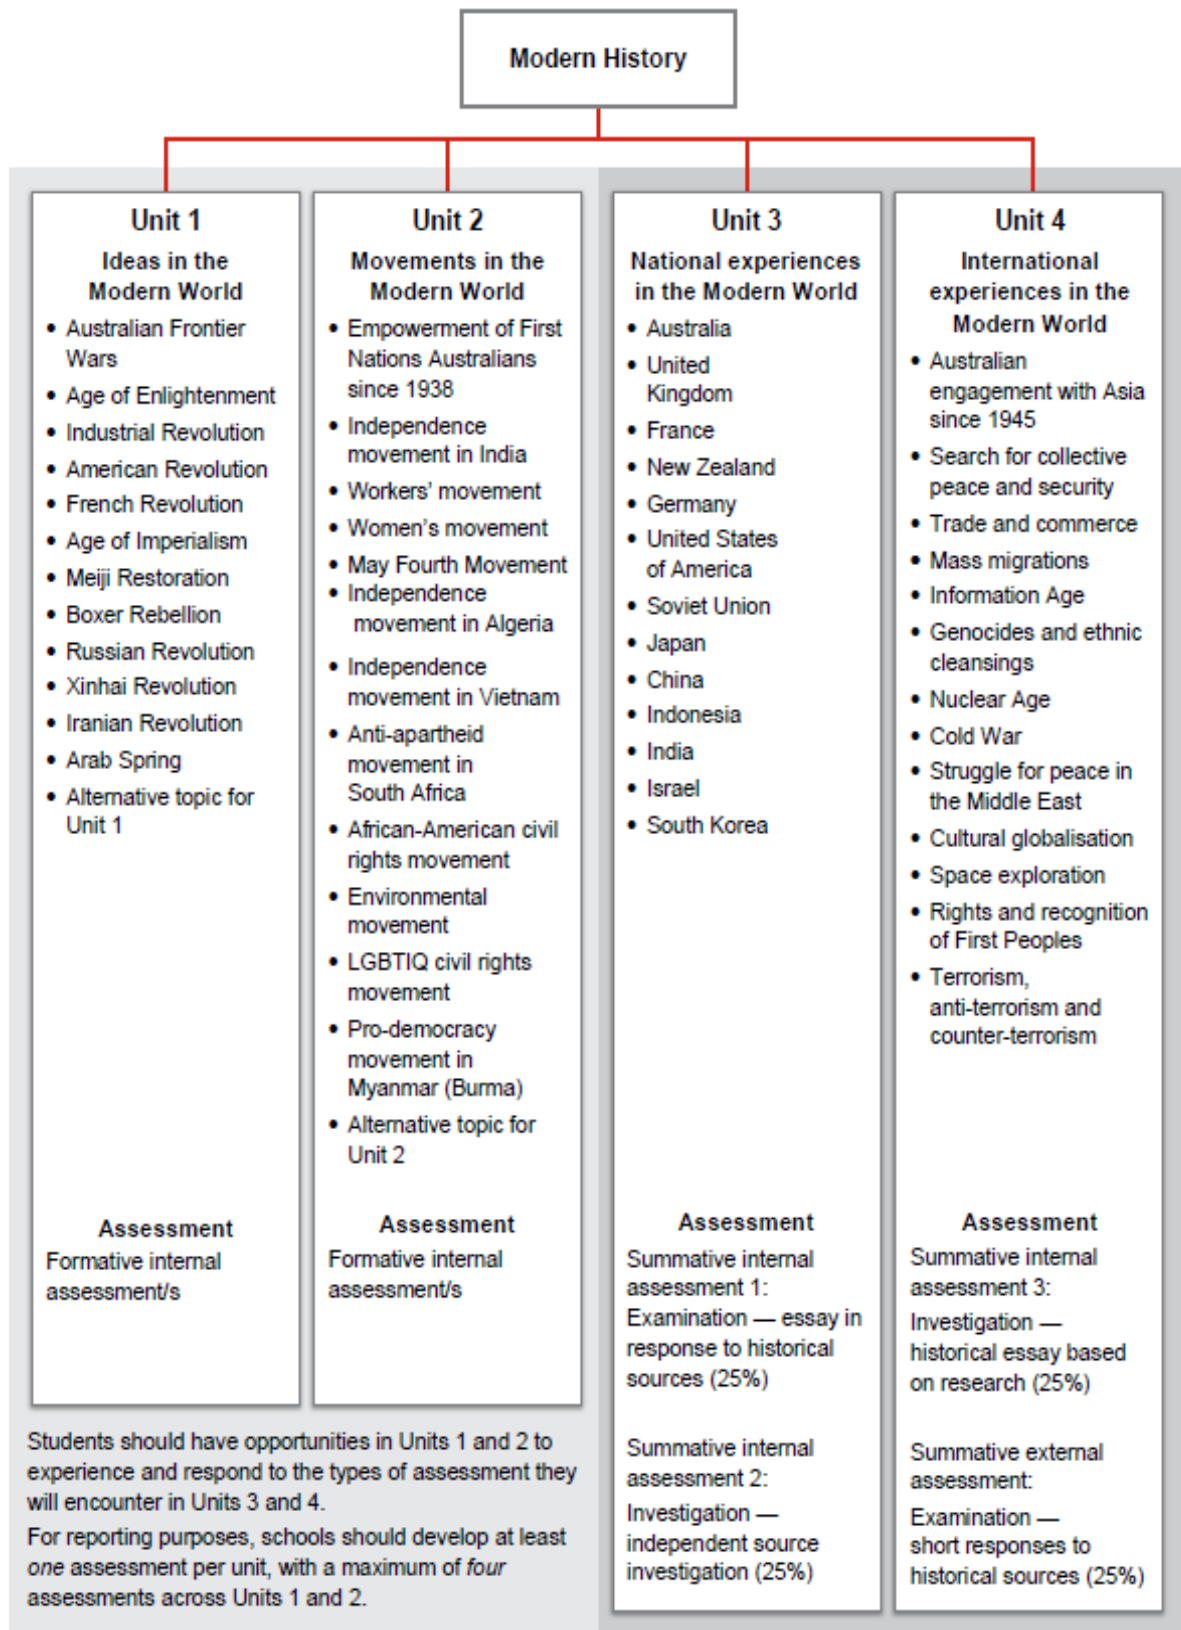 Modern History
Unit 1
Ideas in the
Modern World
• Australian Frontier
Wars
• Age of Enlightenment
• Industrial Revolution
• American Revolution
• French Revolution
• Age of Imperialism
• Meiji Restoration
• Boxer Rebellion
• Russian Revolution
• Xinhai Revolution
• Iranian Revolution
• Arab Spring
• Alternative topic for
Unit 1
Assessment
Formative internal
assessment/s
Unit 2
Movements in the
Modern World
• Empowerment of First
Nations Australians
since 1938
• Independence
movement in India
• Workers' movement
• Women's movement
• May Fourth Movement
• Independence
movement in Algeria
• Independence
movement in Vietnam
• Anti-apartheid
movement in
South Africa
• African-American civil
rights movement
• Environmental
movement
• LGBTIQ civil rights
movement
• Pro-democracy
movement in
Myanmar (Burma)
• Alternative topic for
Unit 2
Assessment
Formative internal
assessment/s
Students should have opportunities in Units 1 and 2 to
experience and respond to the types of assessment they
will encounter in Units 3 and 4.
For reporting purposes, schools should develop at least
one assessment per unit, with a maximum of four
assessments across Units 1 and 2.
Unit 3
National experiences
in the Modern World
• Australia
• United
Kingdom
• France
• New Zealand
• Germany
• United States
of America
• Soviet Union
• Japan
• China
• Indonesia
• India
• Israel
• South Korea
Assessment
Summative internal
assessment 1:
Examination — essay in
response to historical
sources (25%)
Summative internal
assessment 2:
Investigation —
independent source
investigation (25%)
Unit 4
International
experiences in the
Modern World
• Australian
engagement with Asia
since 1945
• Search for collective
peace and security
• Trade and commerce
• Mass migrations
• Information Age
• Genocides and ethnic
cleansings
• Nuclear Age
• Cold War
• Struggle for peace in
the Middle East
• Cultural globalisation
• Space exploration
• Rights and recognition
of First Peoples
• Terrorism,
anti-terrorism and
counter-terrorism
Assessment
Summative internal
assessment 3:
Investigation —
historical essay based
on research (25%)
Summative external
assessment:
Examination —
short responses to
historical sources (25%)